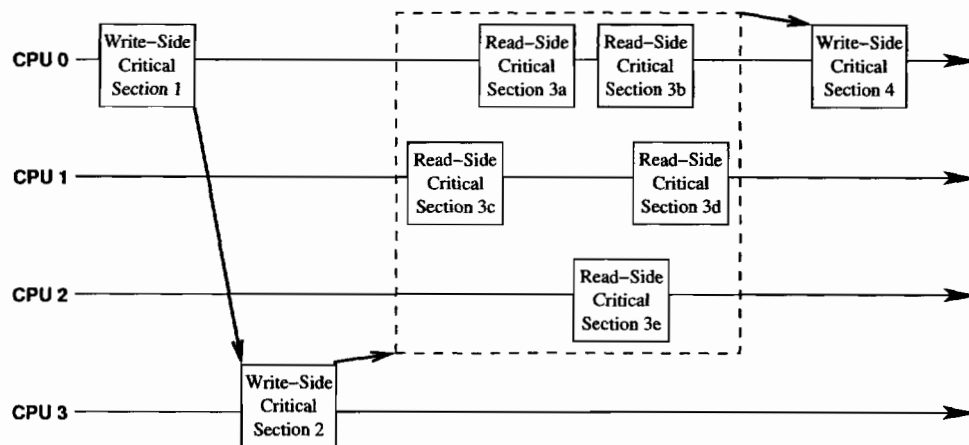 CPU 0
Write–Side
Critical
Section 1
Read–Side
Critical
Section 3a
Read–Side
Critical
Section 3b
Write–Side
Critical
Section 4
CPU 1
Read–Side
Critical
Section 3c
Read–Side
Critical
Section 3d
CPU 2
Read–Side
Critical
Section 3e
CPU 3
Write–Side
Critical
Section 2